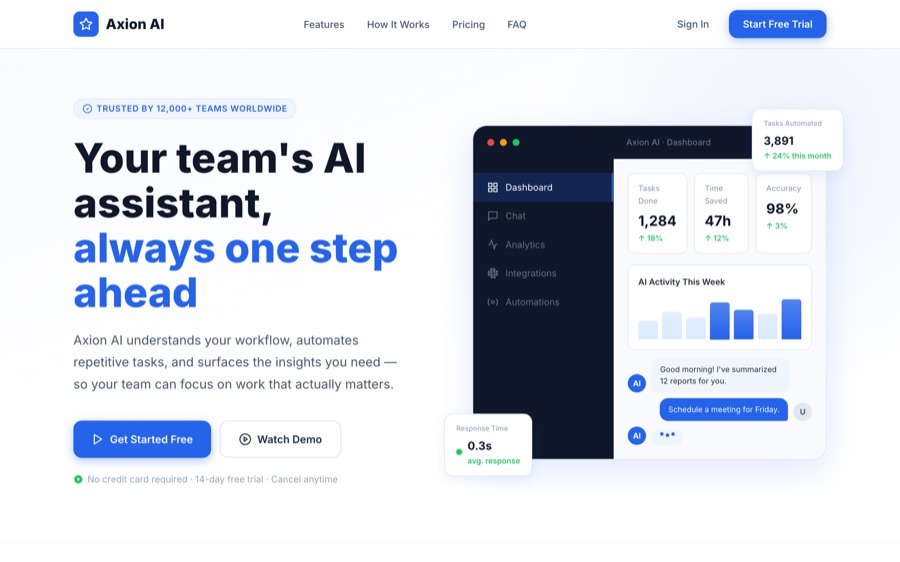 Axion AI
Features
How It Works
Pricing
FAQ
Sign In
Start Free Trial
TRUSTED BY 12,000+ TEAMS WORLDWIDE
Your team's AI
assistant,
always one step
ahead
Axion AI understands your workflow, automates
repetitive tasks, and surfaces the insights you need —
so your team can focus on work that actually matters.
Get Started Free
Watch Demo
No credit card required · 14-day free trial · Cancel anytime
Axion AI · Dashboard
Tasks Automated
3,891
↑ 24% this month
Dashboard
Chat
Analytics
Integrations
Automations
Tasks
Done
1,284
↑ 18%
Time
Saved
47h
↑ 12%
Accuracy
98%
↑ 3%
AI Activity This Week
AI
Good morning! I've summarized
12 reports for you.
Schedule a meeting for Friday.
U
AI
Response Time
0.3s
avg. response